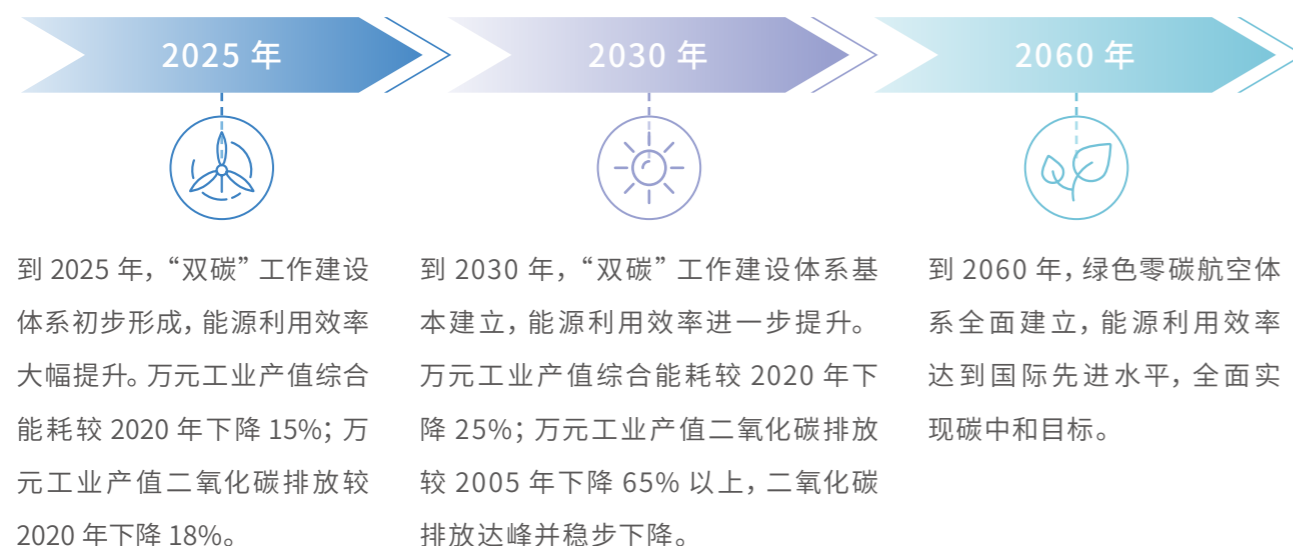 2025 年
2030 年
2060 年
到 2025 年，“双碳”工作建设
体系初步形成，能源利用效率
大幅提升。万元工业产值综合
能耗较 2020 年下降 15%；万
元工业产值二氧化碳排放较
2020 年下降 18%。
到 2030 年，“双碳”工作建设体系基
本建立，能源利用效率进一步提升。
万元工业产值综合能耗较 2020 年下
降 25%；万元工业产值二氧化碳排放
较 2005 年下降 65% 以上，二氧化碳
排放达峰并稳步下降。
到 2060 年，绿色零碳航空体
系全面建立，能源利用效率
达到国际先进水平，全面实
现碳中和目标。